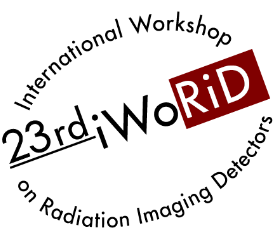 International Workshop
23rd iWoRiD
on Radiation Imaging Detectors